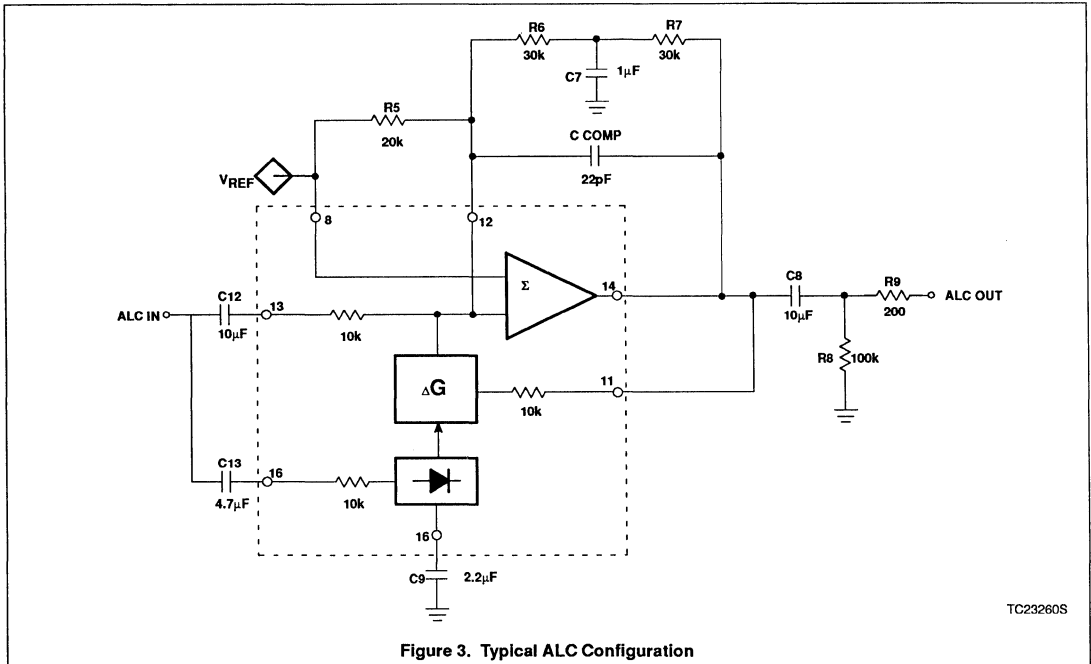 R6
30k
R7
30k
C7
1µF
R5
20k
C COMP
22pF
VREF
8
12
Σ
14
C8
10µF
R9
200
ALC OUT
ALC IN
C12
10µF
13
10k
R8
100k
ΔG
11
10k
C13
4.7µF
16
10k
16
C9
2.2µF
TC23260S
Figure 3. Typical ALC Configuration